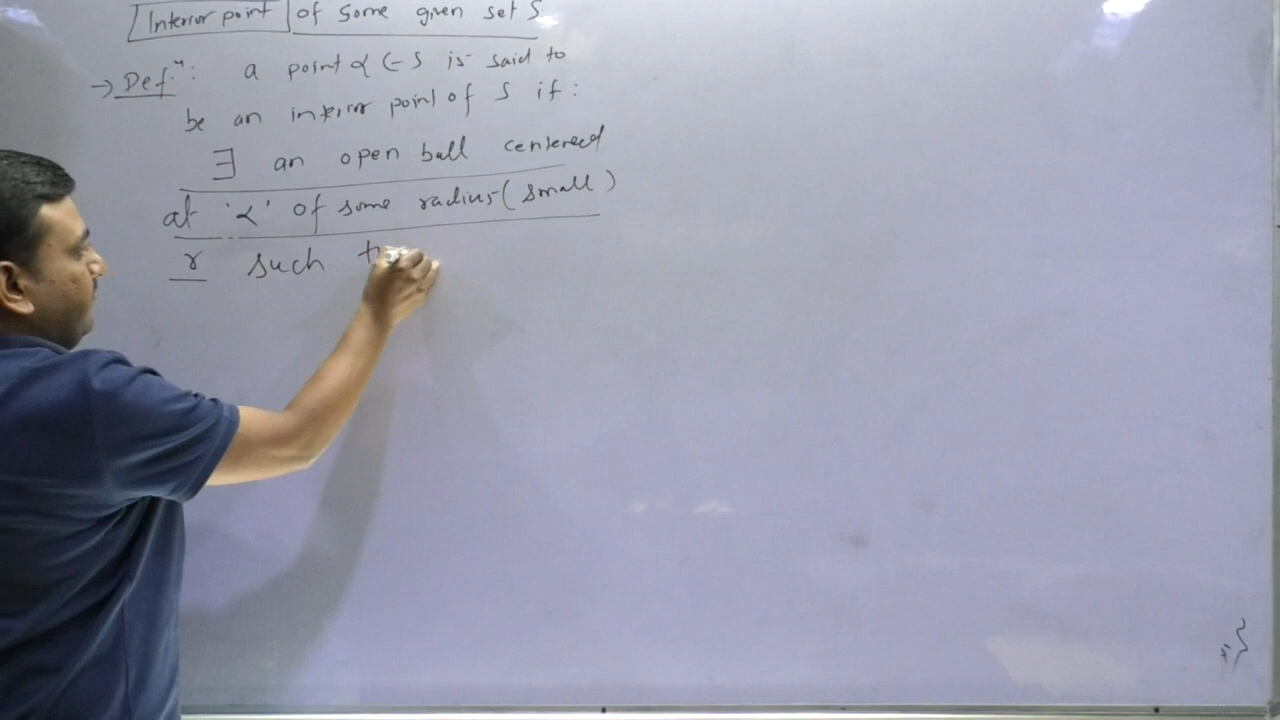 Interior point of some given set S
→ Defⁿ: a point α ∈ S is said to
be an interior point of S if:
∃ an open ball centered
at 'α' of some radius (small)
r such t